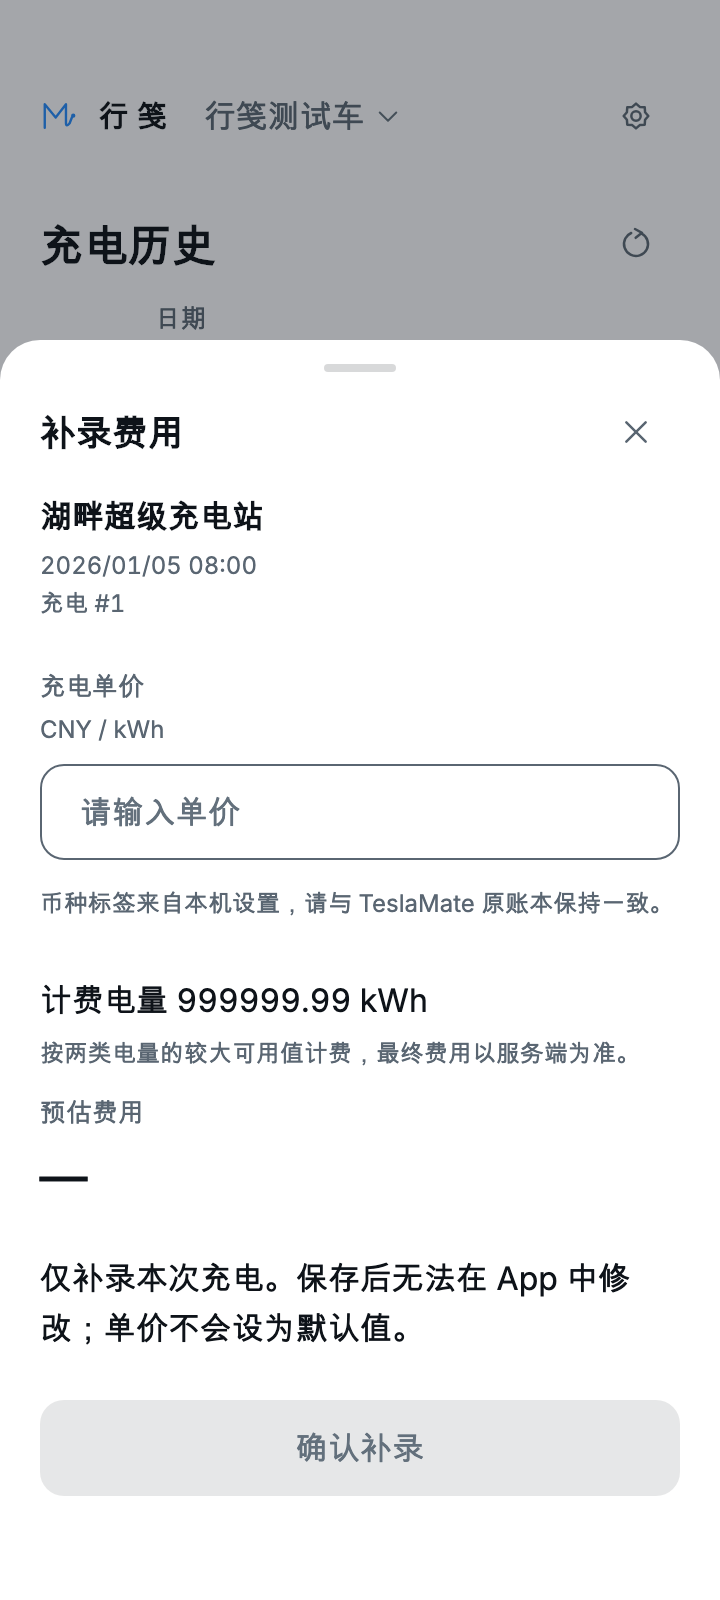 行笺 行笺测试车
充电历史
日期
补录费用
湖畔超级充电站
2026/01/05 08:00
充电 #1
充电单价
CNY / kWh
请输入单价
币种标签来自本机设置，请与 TeslaMate 原账本保持一致。
计费电量 999999.99 kWh
按两类电量的较大可用值计费，最终费用以服务端为准。
预估费用
—
仅补录本次充电。保存后无法在 App 中修
改；单价不会设为默认值。
确认补录